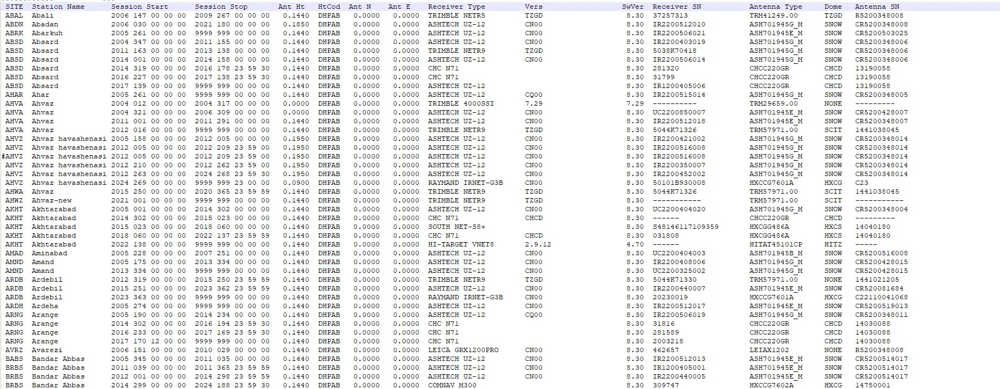 SITE  Station Name      Session Start      Session Stop       Ant Ht  HtCod  Ant N   Ant E    Receiver Type         Vers                  SwVer  Receiver SN           Antenna Type     Dome   Antenna SN
ABAL  Abali             2006 147 00 00 00  2009 267 00 00 00  0.1440  DHPAB  0.0000  0.0000  TRIMBLE NETR5         TZGD                   8.30  37257313              TRM41249.00      TZGD   R5200348008
ABDN  Abadan            2006 030 00 00 00  2021 180 00 00 00  0.1850  DHPAB  0.0000  0.0000  ASHTECH UZ-12         CN00                   8.30  IR2200512010          ASH701945G_M     SNOW   CR5200348008
ABRK  Abarkuh           2005 261 00 00 00  9999 999 00 00 00  0.1440  DHPAB  0.0000  0.0000  ASHTECH UZ-12         CN00                   8.30  IR2200506021          ASH701945E_M     SNOW   CR5200503025
ABSD  Absard            2004 347 00 00 00  2011 155 00 00 00  0.1440  DHPAB  0.0000  0.0000  ASHTECH UZ-12         CN00                   8.30  IR2200403019          ASH701945G_M     SNOW   CR5200348006
ABSD  Absard            2011 163 00 00 00  2013 138 00 00 00  0.1440  DHPAB  0.0000  0.0000  TRIMBLE NETR9         TZGD                   8.30  5038K70418            ASH701945G_M     SNOW   CR5200348006
ABSD  Absard            2014 001 00 00 00  2014 158 00 00 00  0.1440  DHPAB  0.0000  0.0000  ASHTECH UZ-12         CN00                   8.30  IR2200506014          ASH701945G_M     SNOW   CR5200348006
ABSD  Absard            2014 319 00 00 00  2016 178 23 59 30  0.1440  DHPAB  0.0000  0.0000  CHC N71                                      8.30  281320                CHCC220GR        CHCD   13190058
ABSD  Absard            2016 227 00 00 00  2017 138 23 59 30  0.1440  DHPAB  0.0000  0.0000  CHC N71                                      8.30  31799                 CHCC220GR        CHCD   13190058
ABSD  Absard            2017 139 00 00 00  9999 999 00 00 00  0.1440  DHPAB  0.0000  0.0000  ASHTECH UZ-12                                8.30  IR1200405006          CHCC220GR        CHCD   13190058
AHAR  Ahar              2005 261 00 00 00  9999 999 00 00 00  0.1440  DHPAB  0.0000  0.0000  ASHTECH UZ-12         CQ00                   8.30  IR2200515014          ASH701945G_M     SNOW   CR5200348005
AHVA  Ahvaz             2004 012 00 00 00  2004 317 00 00 00  0.0000  DHPAB  0.0000  0.0000  TRIMBLE 4000SSI       7.29                   7.29  ----------            TRM29659.00      NONE   ---------
AHVA  Ahvaz             2004 321 00 00 00  2006 309 00 00 00  0.0000  DHPAB  0.0000  0.0000  ASHTECH UZ-12         CN00                   8.30  UC2200850007          ASH701945E_M     SNOW   CR5200428007
AHVA  Ahvaz             2011 001 00 00 00  2011 291 00 00 00  0.1440  DHPAB  0.0000  0.0000  ASHTECH UZ-12         CN00                   8.30  IR2200512018          ASH701945E_M     SNOW   CR5200348007
AHVA  Ahvaz             2012 016 00 00 00  9999 999 00 00 00  0.1440  DHPAB  0.0000  0.0000  TRIMBLE NETR9         TZGD                   8.30  5044K71326            TRM57971.00      SCIT   1441038045
AHVZ  Ahvaz havashenasi 2005 158 00 00 00  2012 005 00 00 00  0.1950  DHPAB  0.0000  0.0000  ASHTECH UZ-12         CN00                   8.30  IR2200421002          ASH701945G_M     SNOW   CR5200348014
AHVZ  Ahvaz havashenasi 2012 005 00 00 00  2012 209 23 59 00  0.1950  DHPAB  0.0000  0.0000  ASHTECH UZ-12         CN00                   8.30  IR2200516008          ASH701945G_M     SNOW   CR5200348014
#AHVZ  Ahvaz havashenasi 2012 005 00 00 00  2012 209 23 59 00  0.1950  DHPAB  0.0000  0.0000  ASHTECH UZ-12         CN00                   8.30  IR2200516008          ASH701945G_M     SNOW   CR5200348014
AHVZ  Ahvaz havashenasi 2012 210 00 00 00  2012 262 23 59 00  0.1950  DHPAB  0.0000  0.0000  ASHTECH UZ-12         CN00                   8.30  IR2200350007          ASH701945G_M     SNOW   CR5200348014
AHVZ  Ahvaz havashenasi 2012 263 00 00 00  2024 268 23 59 30  0.1950  DHPAB  0.0000  0.0000  ASHTECH UZ-12         CN00                   8.30  IR2200452002          ASH701945G_M     SNOW   CR5200348014
AHVZ  Ahvaz havashenasi 2024 269 00 00 00  9999 999 23 00 00  0.0900  DHPAB  0.0000  0.0000  RAYMAND IRNET-G3B     CN00                   8.30  50101B930008          HXCCG7601A       HXCG   C23
AHWA  Ahvaz             2015 250 00 00 00  2020 365 23 59 59  0.1440  DHPAB  0.0000  0.0000  TRIMBLE NETR9         TZGD                   8.30  5044K71326            TRM57971.00      SCIT   1441038045
AHWZ  Ahvaz-new         2021 001 00 00 00  9999 999 00 00 00  0.1440  DHPAB  0.0000  0.0000  TRIMBLE NETR9         TZGD                   8.30  -----------           TRM57971.00      SCIT   -----------
AKHT  Akhtarabad        2005 001 00 00 00  2014 302 00 00 00  0.1440  DHPAB  0.0000  0.0000  ASHTECH UZ-12         CN00                   8.30  UC2200404020          ASH701945G_M     SNOW   CR5200348004
AKHT  Akhtarabad        2014 302 00 00 00  2015 023 00 00 00  0.1440  DHPAB  0.0000  0.0000  CHC N71               CHCD                   8.30  ------                CHCC220GR        CHCD   ---------
AKHT  Akhtarabad        2015 023 00 00 00  2018 060 00 00 00  0.1440  DHPAB  0.0000  0.0000  SOUTH NET-S8+                                8.30  S48146117109359       HXCGG486A        HXCS   14040180
AKHT  Akhtarabad        2018 060 00 00 00  2022 137 23 59 59  0.1440  DHPAB  0.0000  0.0000  CHC N71               CHCD                   8.30  031808                HXCGG486A        HXCS   14040180
AKHT  Akhtarabad        2022 138 00 00 00  9999 999 00 00 00  0.1440  DHPAB  0.0000  0.0000  HI-TARGET VNET8       2.9.12                 4.70  ------                HITAT45101CP     HITZ   -----
AMAD  Aminabad          2005 228 00 00 00  2007 251 00 00 00  0.1440  DHPAB  0.0000  0.0000  ASHTECH UZ-12         CN00                   8.30  UC2200404003          ASH701945B_M     SNOW   CR5200516008
AMND  Amand             2005 175 00 00 00  2013 334 00 00 00  0.1440  DHPAB  0.0000  0.0000  ASHTECH UZ-12         CN00                   8.30  IR2200408006          ASH701945G_M     SNOW   CR5200428015
AMND  Amand             2013 334 00 00 00  9999 999 00 00 00  0.1440  DHPAB  0.0000  0.0000  ASHTECH UZ-12         CN00                   8.30  UC2200325002          ASH701945G_M     SNOW   CR5200428015
ARDB  Ardebil           2012 319 00 00 00  2015 250 23 59 59  0.1440  DHPAB  0.0000  0.0000  TRIMBLE NETR9         TZGD                   8.30  5044K71330            TRM57971.00      NONE   1441021205
ARDB  Ardebil           2015 251 00 00 00  2023 362 23 59 59  0.1440  DHPAB  0.0000  0.0000  ASHTECH UZ-12         CN00                   8.30  IR2200440007          ASH701945E_M     SNOW   CR520081684
ARDB  Ardebil           2023 363 00 00 00  9999 999 00 00 00  0.1440  DHPAB  0.0000  0.0000  RAYMAND IRNET-G3B     CN00                   8.30  20230019              HXCCG7601A       HXCG   C22110041068
ARDH  Ardeha            2005 274 00 00 00  9999 999 00 00 00  0.1440  DHPAB  0.0000  0.0000  ASHTECH UZ-12         CN00                   8.30  IR2200512017          ASH701945E_M     SNOW   CR5200519013
ARNG  Arange            2005 190 00 00 00  2014 234 00 00 00  0.1440  DHPAB  0.0000  0.0000  ASHTECH UZ-12         CQ00                   8.30  IR2200506019          ASH701945G_M     SNOW   CR5200348011
ARNG  Arange            2014 302 00 00 00  2016 194 23 59 30  0.1440  DHPAB  0.0000  0.0000  CHC N71                                      8.30  31816                 CHCC220GR        CHCD   14030088
ARNG  Arange            2016 233 00 00 00  2017 169 23 59 30  0.1440  DHPAB  0.0000  0.0000  CHC N71                                      8.30  281589                CHCC220GR        CHCD   14030088
ARNG  Arange            2017 170 12 00 00  9999 999 00 00 00  0.1440  DHPAB  0.0000  0.0000  CHC N71                                      8.30  2003218               CHCC220GR        CHCD   14030088
AVRZ  Avarezi           2006 151 00 00 00  2010 029 00 00 00  0.1440  DHPAB  0.0000  0.0000  LEICA GRX1200PRO      CN00                   8.30  462657                LEIAX1202        NONE   R5200348008
BABS  Bandar Abbas      2005 345 00 00 00  2011 035 00 00 00  0.1440  DHPAB  0.0000  0.0000  ASHTECH UZ-12         CN00                   8.30  IR2200512013          ASH701945E_M     SNOW   CR5200514017
BRBS  Bandar Abbas      2011 039 00 00 00  2011 365 23 59 59  0.1440  DHPAB  0.0000  0.0000  ASHTECH UZ-12         CN00                   8.30  IR1200405001          ASH701945E_M     SNOW   CR5200514017
BRBS  Bandar Abbas      2012 001 00 00 00  2014 298 23 59 59  0.1440  DHPAB  0.0000  0.0000  ASHTECH UZ-12         CN00                   8.30  IR2200440005          ASH701945E_M     SNOW   CR5200514017
BRBS  Bandar Abbas      2014 299 00 00 00  2024 188 23 59 30  0.1440  DHPAB  0.0000  0.0000  COMNAV M300                                  8.30  309747                HXCCG7602A       HXCG   14750001